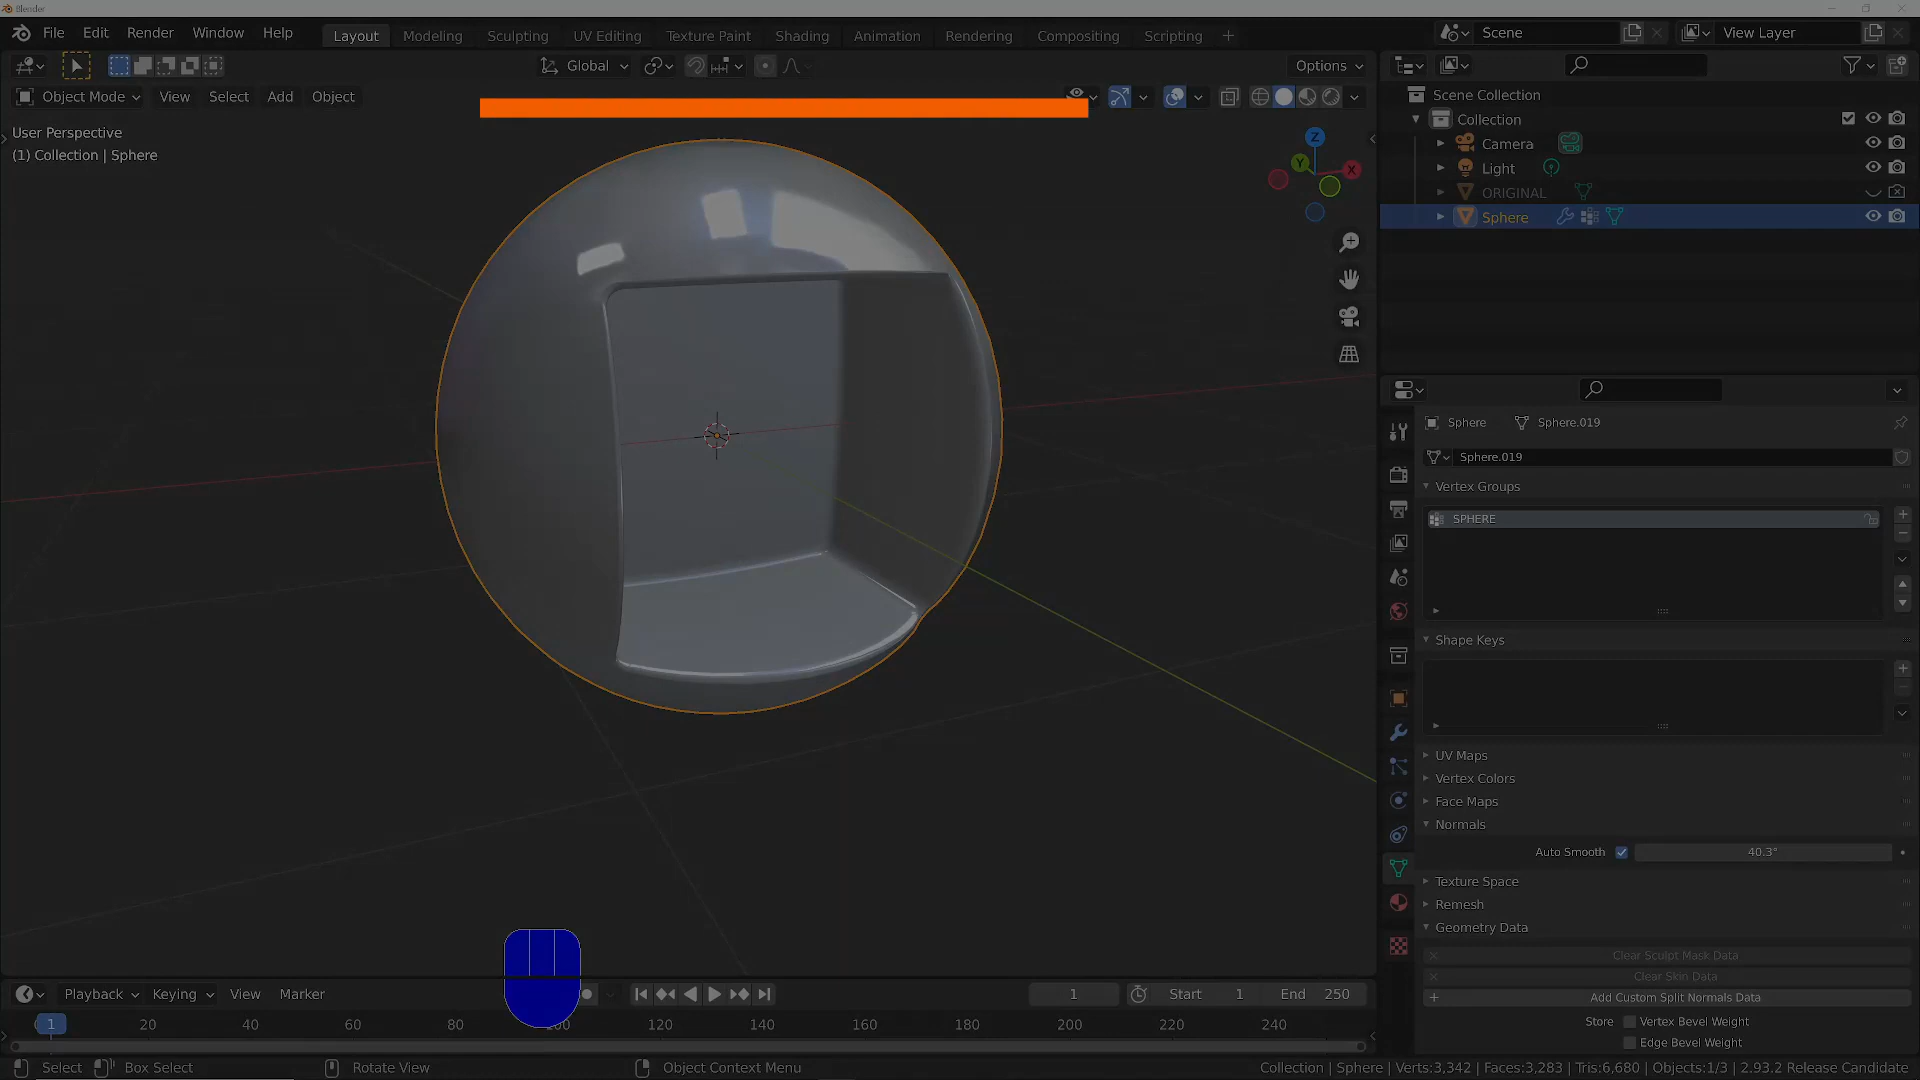 Blender
File Edit Render Window Help Layout Modeling Sculpting UV Editing Texture Paint Shading Animation Rendering Compositing Scripting + Scene View Layer
Global Options
Object Mode View Select Add Object
User Perspective
(1) Collection | Sphere
Z
Y
X
Scene Collection
Collection
Camera
Light
ORIGINAL
Sphere
Sphere Sphere.019
Sphere.019
Vertex Groups
SPHERE
Shape Keys
UV Maps
Vertex Colors
Face Maps
Normals
Auto Smooth 40.3°
Texture Space
Remesh
Geometry Data
Clear Sculpt Mask Data
Clear Skin Data
Add Custom Split Normals Data
Store Vertex Bevel Weight
Edge Bevel Weight
Playback Keying View Marker 1 Start 1 End 250
1 20 40 60 80 100 120 140 160 180 200 220 240
Select Box Select Rotate View Object Context Menu Collection | Sphere | Verts:3,342 | Faces:3,283 | Tris:6,680 | Objects:1/3 | 2.93.2 Release Candidate